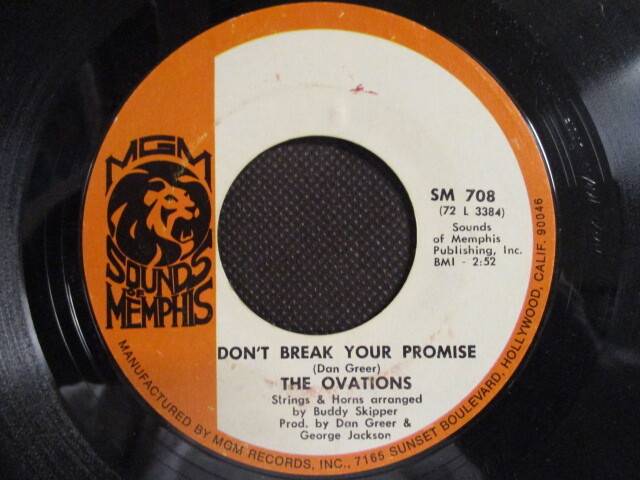 MGM
SOUNDS
OF
MEMPHIS
SM 708
(72 L 3384)
Sounds
of Memphis
Publishing, Inc.
BMI - 2:52
DON'T BREAK YOUR PROMISE
(Dan Greer)
THE OVATIONS
Strings & Horns arranged
by Buddy Skipper
Prod. by Dan Greer &
George Jackson
MANUFACTURED BY MGM RECORDS, INC., 7165 SUNSET BOULEVARD, HOLLYWOOD, CALIF. 90046